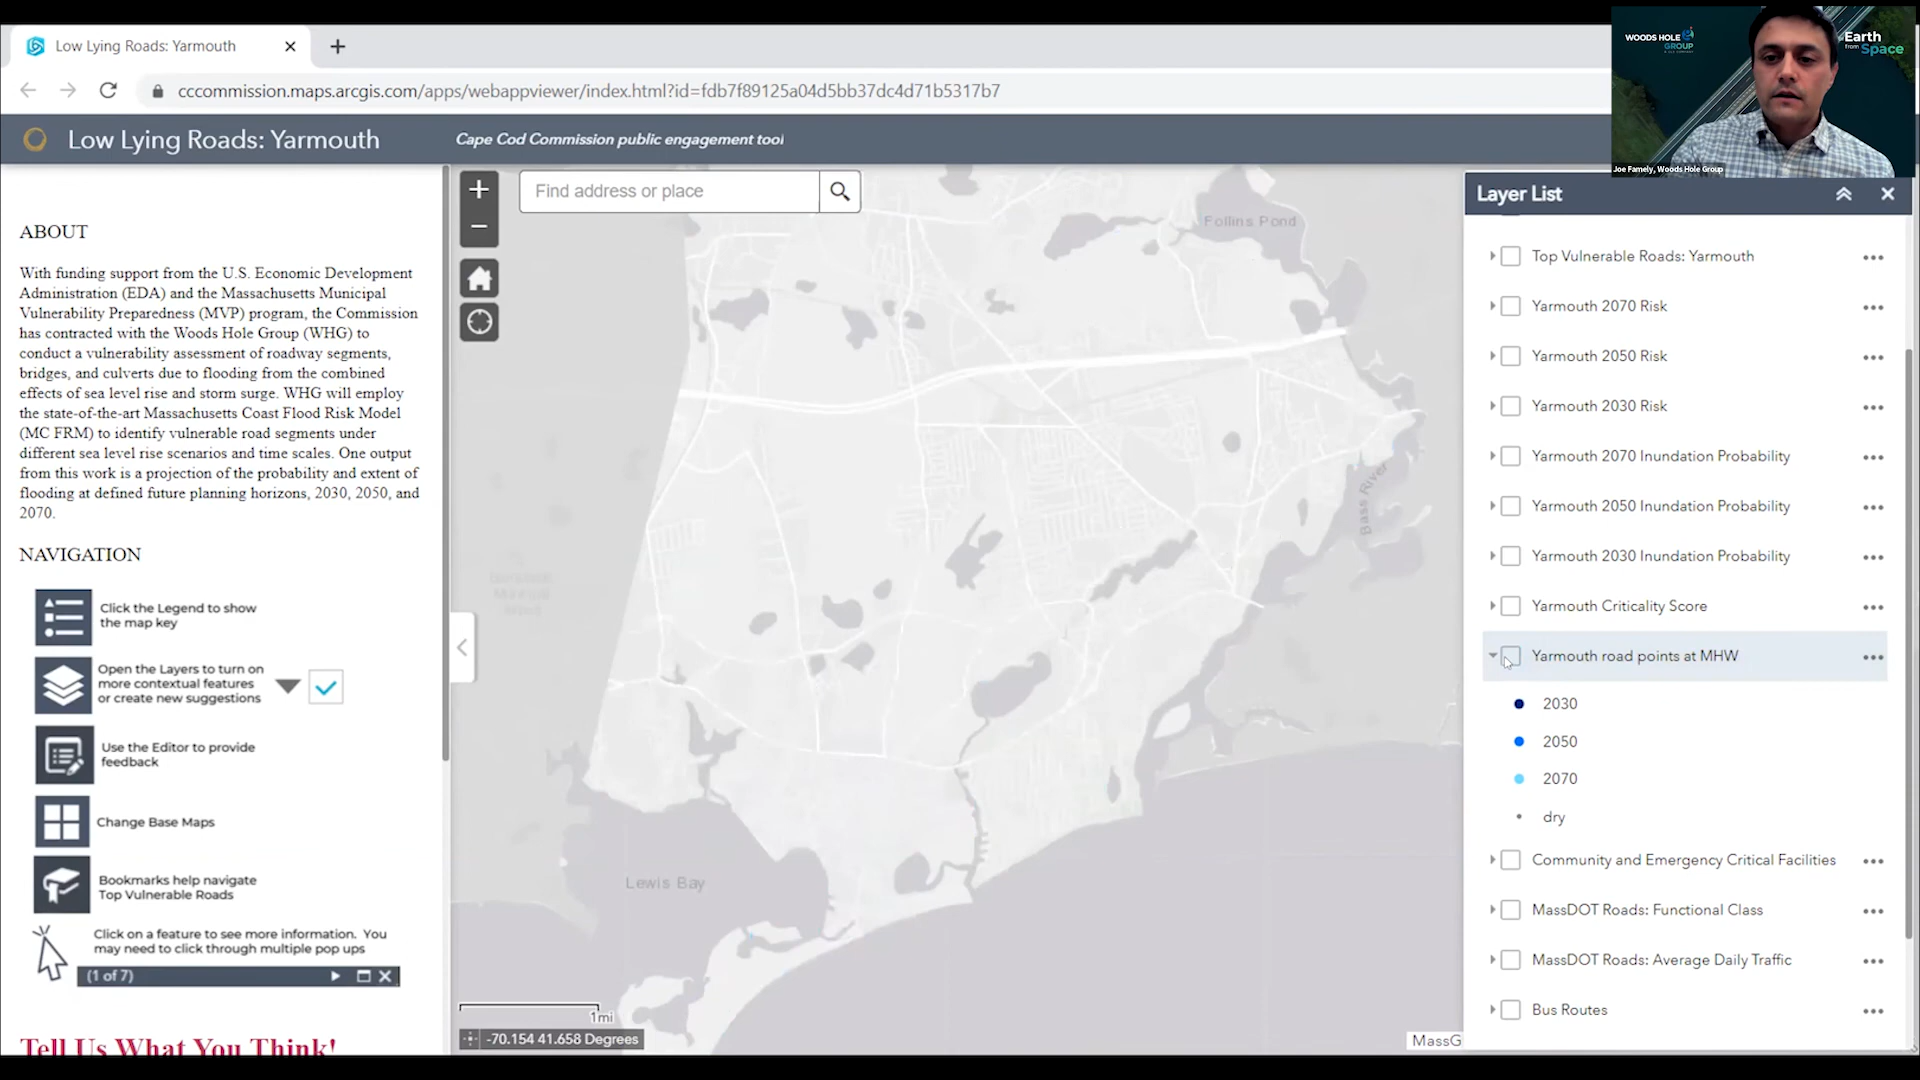 Low Lying Roads: Yarmouth
cccommission.maps.arcgis.com/apps/webappviewer/index.html?id=fdb7f89125a04d5bb37dc4d71b5317b7
Low Lying Roads: Yarmouth
Cape Cod Commission public engagement tool
WOODS HOLE
GROUP
Earth
from Space
Joe Famely, Woods Hole Group
ABOUT
With funding support from the U.S. Economic Development
Administration (EDA) and the Massachusetts Municipal
Vulnerability Preparedness (MVP) program, the Commission
has contracted with the Woods Hole Group (WHG) to
conduct a vulnerability assessment of roadway segments,
bridges, and culverts due to flooding from the combined
effects of sea level rise and storm surge. WHG will employ
the state-of-the-art Massachusetts Coast Flood Risk Model
(MC FRM) to identify vulnerable road segments under
different sea level rise scenarios and time scales. One output
from this work is a projection of the probability and extent of
flooding at defined future planning horizons, 2030, 2050, and
2070.
NAVIGATION
Click the Legend to show
the map key
Open the Layers to turn on
more contextual features
or create new suggestions
Use the Editor to provide
feedback
Change Base Maps
Bookmarks help navigate
Top Vulnerable Roads
Click on a feature to see more information. You
may need to click through multiple pop ups
(1 of 7)
Tell Us What You Think!
Find address or place
Follins Pond
Bass River
Lewis Bay
1mi
-70.154 41.658 Degrees
MassG
Layer List
Top Vulnerable Roads: Yarmouth
Yarmouth 2070 Risk
Yarmouth 2050 Risk
Yarmouth 2030 Risk
Yarmouth 2070 Inundation Probability
Yarmouth 2050 Inundation Probability
Yarmouth 2030 Inundation Probability
Yarmouth Criticality Score
Yarmouth road points at MHW
2030
2050
2070
dry
Community and Emergency Critical Facilities
MassDOT Roads: Functional Class
MassDOT Roads: Average Daily Traffic
Bus Routes